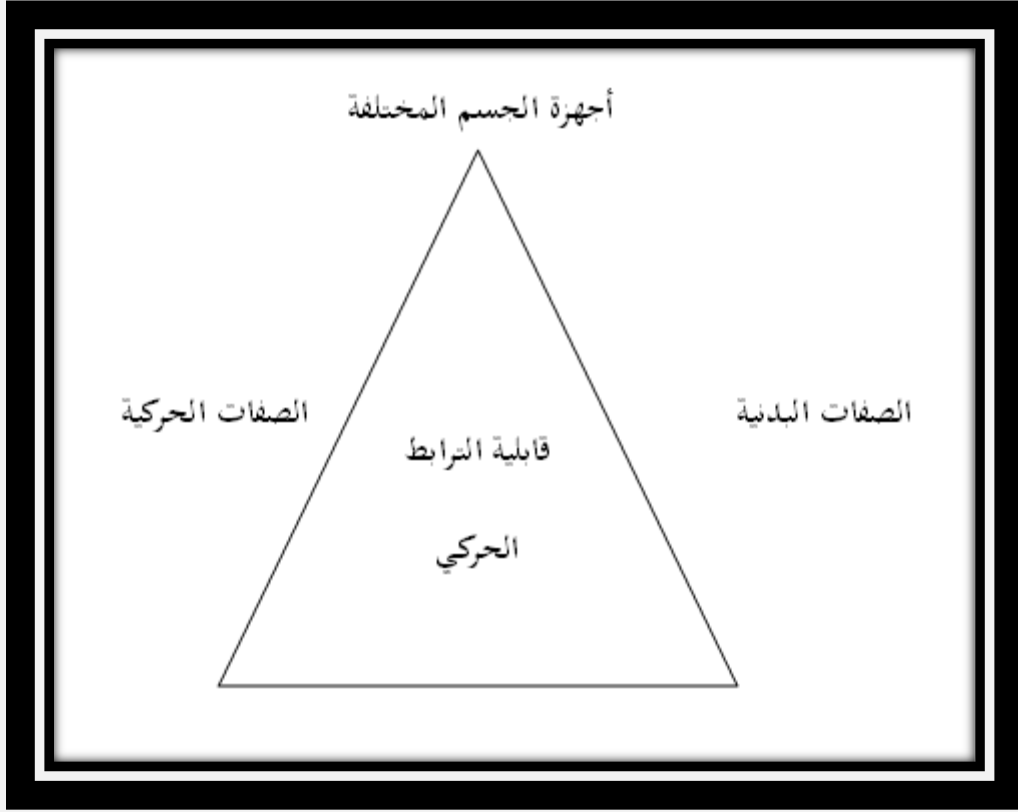 أجهزة الجسم المختلفة
الصفات البدنية
الصفات الحركية
قابلية الترابط
الحركي